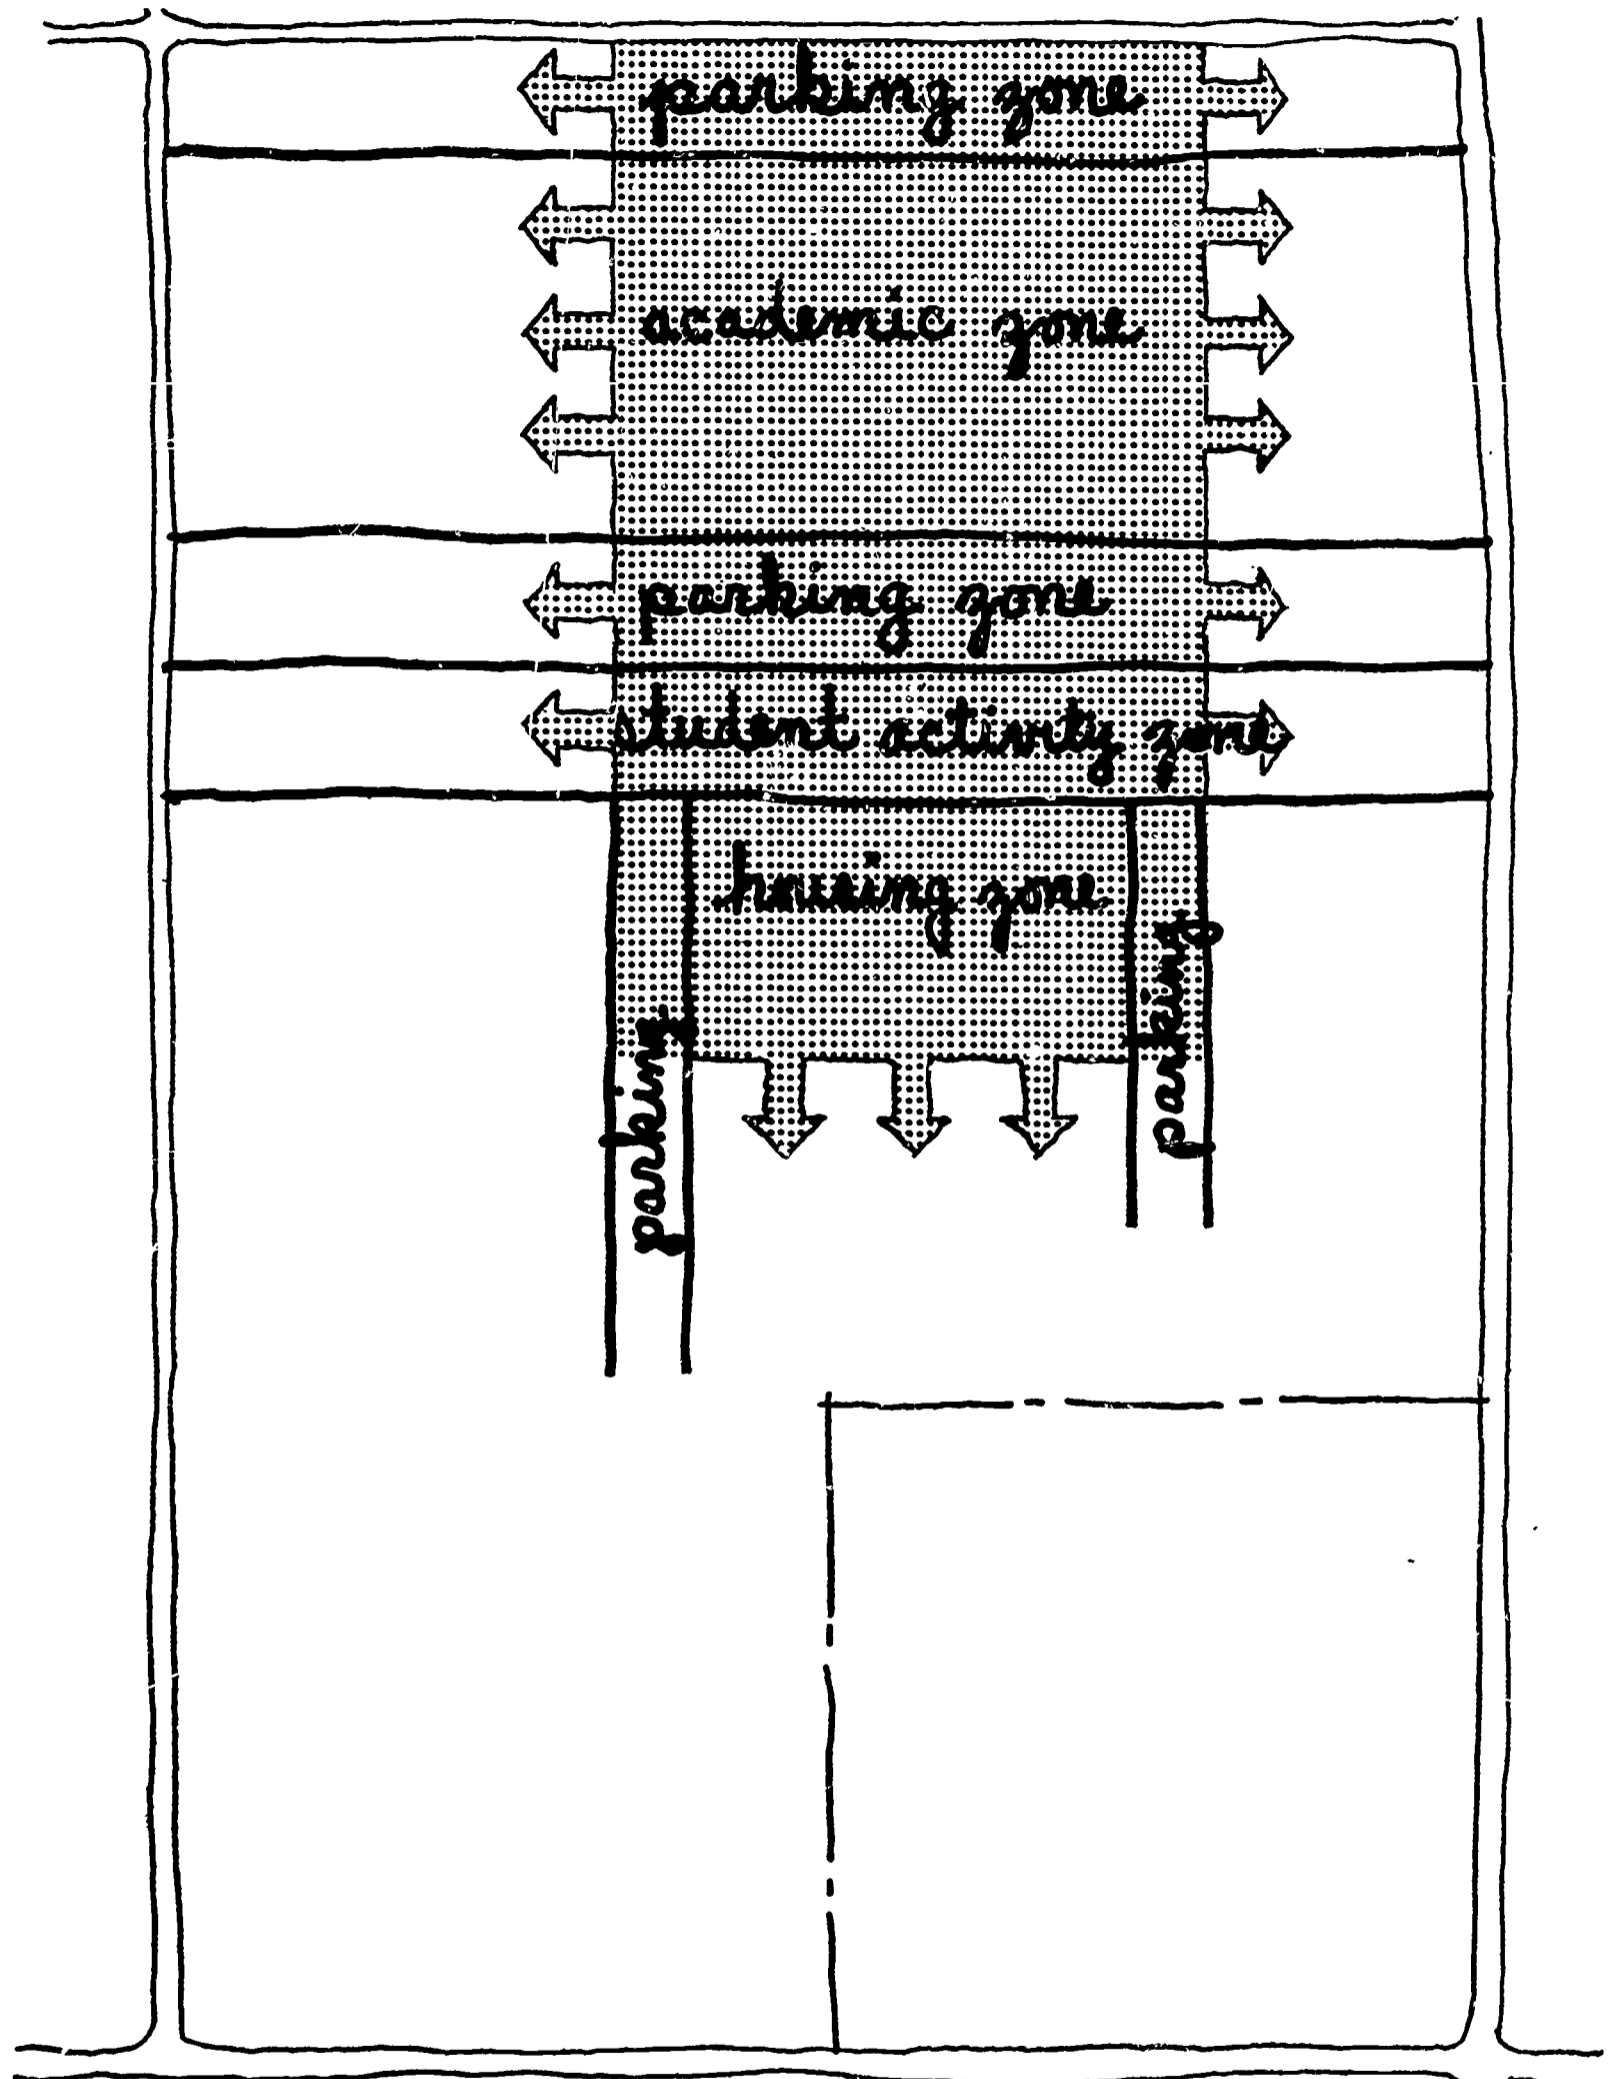 parking zone
academic zone
parking zone
student activity zone
housing zone
parking
parking